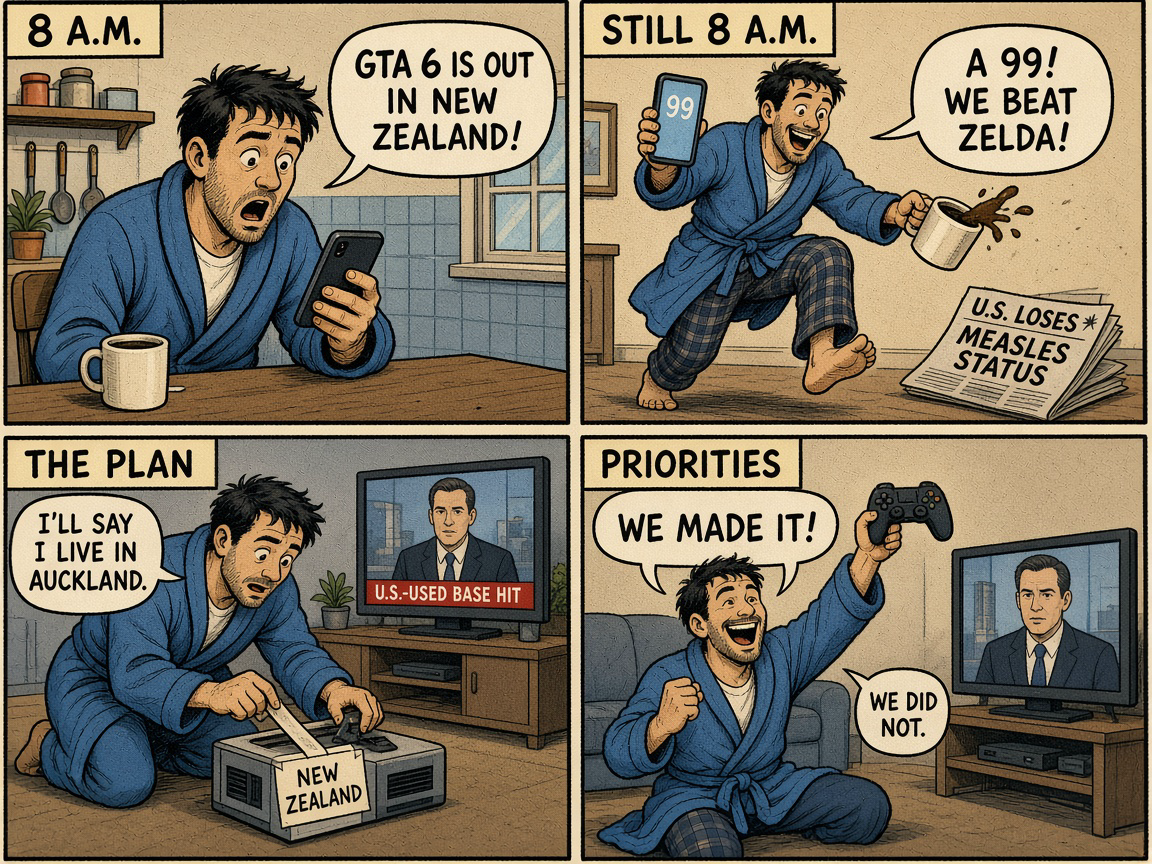 8 A.M.
GTA 6 IS OUT
IN NEW
ZEALAND!
STILL 8 A.M.
99
A 99!
WE BEAT
ZELDA!
U.S. LOSES *
MEASLES
STATUS
THE PLAN
I'LL SAY
I LIVE IN
AUCKLAND.
U.S.-USED BASE HIT
NEW
ZEALAND
PRIORITIES
WE MADE IT!
WE DID
NOT.